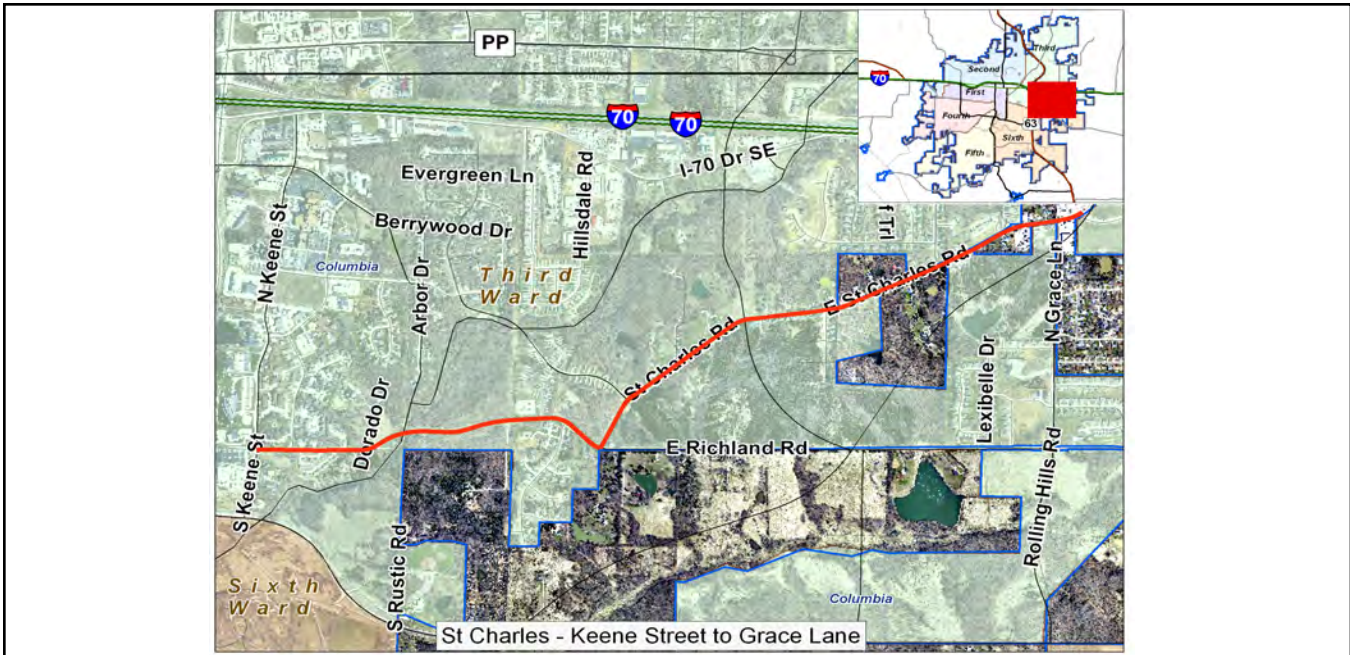 PP
Third
Second
70
First
70
70
Fourth
63
Sixth
I-70 Dr SE
Fifth
Evergreen Ln
Hillsdale Rd
f Trl
N Keene St
Berrywood Dr
Columbia
Third
Ward
Arbor Dr
E St Charles Rd
N Grace Ln
St Charles Rd
Lexibelle Dr
Dorado Dr
S Keene St
E Richland Rd
Rolling Hills Rd
S Rustic Rd
Sixth
Ward
Columbia
St Charles - Keene Street to Grace Lane